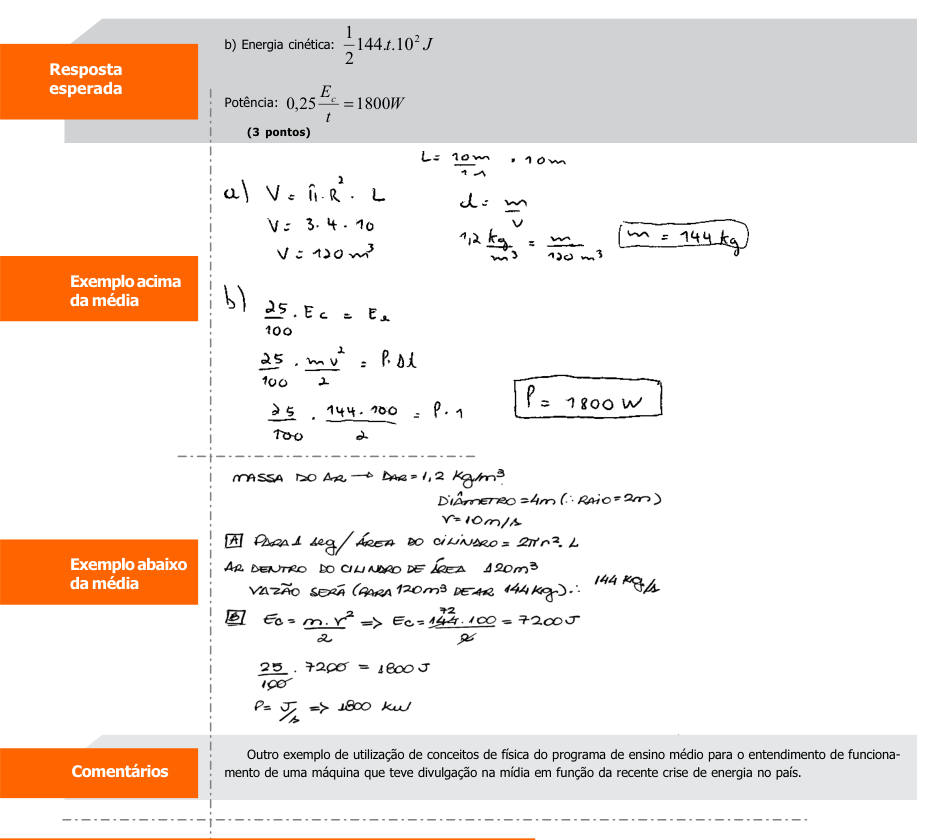 b) Energia cinética: 1/2 144.t.10² J
Resposta
esperada
Potência: 0,25 E_c/t = 1800W
(3 pontos)
L = 10m/1s . 1s
a) V = π.R² . L
V = 3.4.10
V = 120 m³
d = m/v
1,2 kg/m³ = m/120 m³
m = 144 kg
Exemplo acima
da média
b) 25/100 . Ec = Ee
25/100 . mv²/2 = P.Δt
25/100 . 144.100/2 = P.1
P = 1800 W
MASSA DO AR → DAR = 1,2 Kg/m³
DIÂMETRO = 4m (∴ RAIO = 2m)
V = 10 m/s
A PARA 1 seg / ÁREA DO CILINDRO = 2πr². L
Exemplo abaixo
da média
AR DENTRO DO CILINDRO DE ÁREA 120m³
VAZÃO SERÁ (PARA 120m³ DE AR 144Kg) ∴ 144 Kg/s
B Ec = m.v²/2 => Ec = 144.100/2 = 7200J
72
25/100 . 7200 = 1800 J
P = J/s => 1800 KW
Comentários
Outro exemplo de utilização de conceitos de física do programa de ensino médio para o entendimento de funciona-
mento de uma máquina que teve divulgação na mídia em função da recente crise de energia no país.